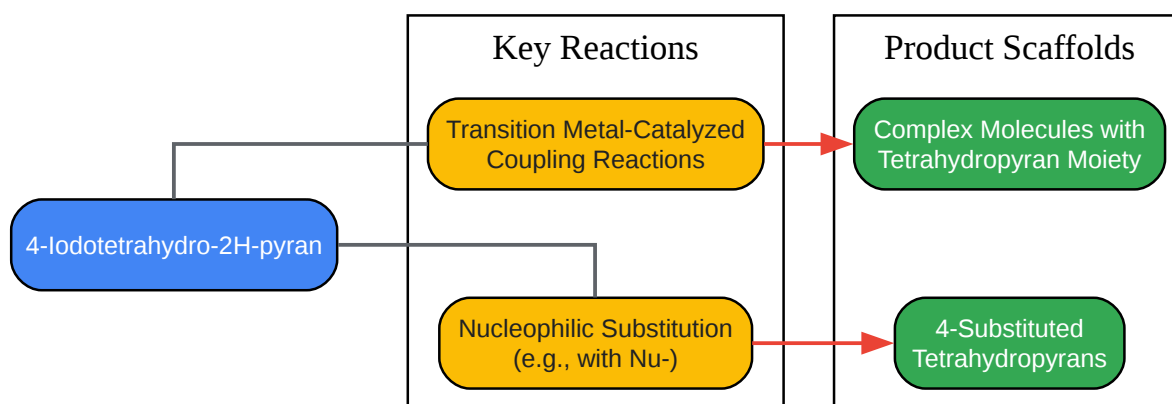 Key Reactions
Product Scaffolds
Transition Metal-Catalyzed
Coupling Reactions
Complex Molecules with
Tetrahydropyran Moiety
4-Iodotetrahydro-2H-pyran
Nucleophilic Substitution
(e.g., with Nu-)
4-Substituted
Tetrahydropyrans